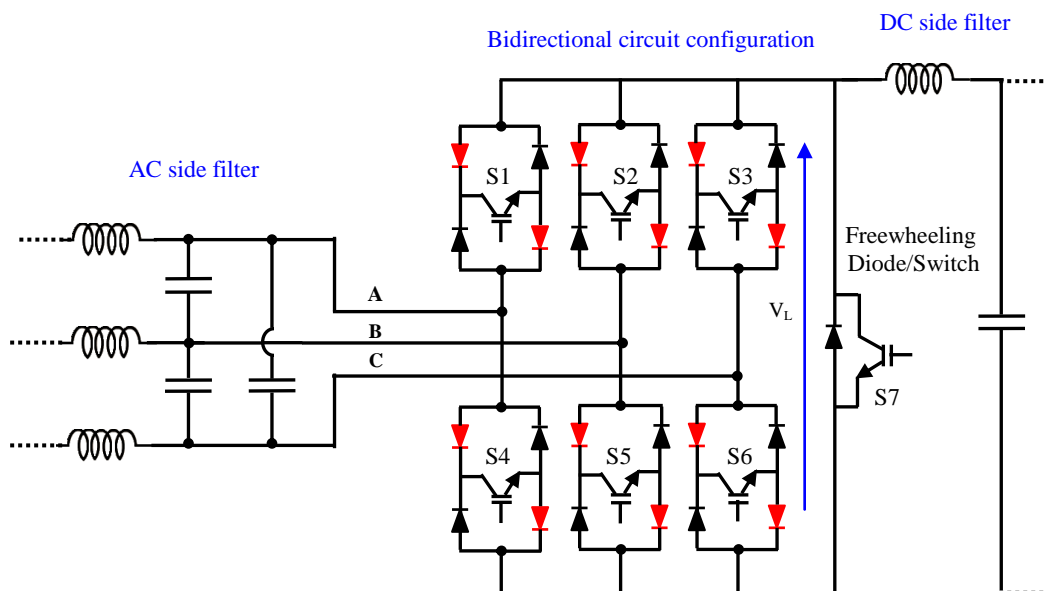 DC side filter
Bidirectional circuit configuration
AC side filter
S1
S2
S3
Freewheeling
Diode/Switch
A
V_L
B
C
S7
S4
S5
S6